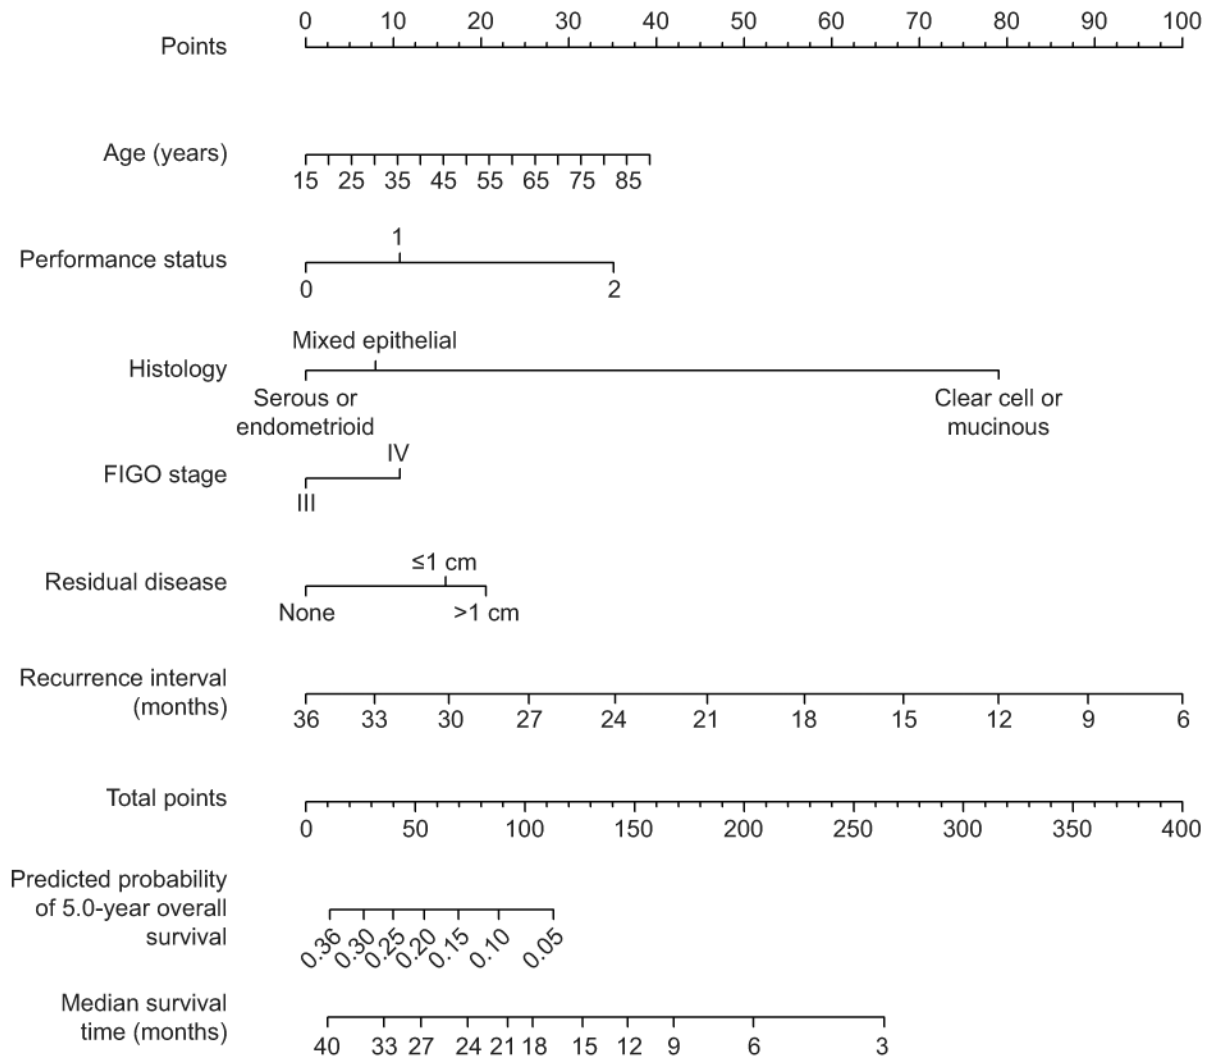 Points
0 10 20 30 40 50 60 70 80 90 100
Age (years)
15 25 35 45 55 65 75 85
Performance status
1
0 2
Histology
Mixed epithelial
Serous or
endometrioid
Clear cell or
mucinous
FIGO stage
IV
III
Residual disease
≤1 cm
None >1 cm
Recurrence interval
(months)
36 33 30 27 24 21 18 15 12 9 6
Total points
0 50 100 150 200 250 300 350 400
Predicted probability
of 5.0-year overall
survival
0.36 0.30 0.25 0.20 0.15 0.10 0.05
Median survival
time (months)
40 33 27 24 21 18 15 12 9 6 3